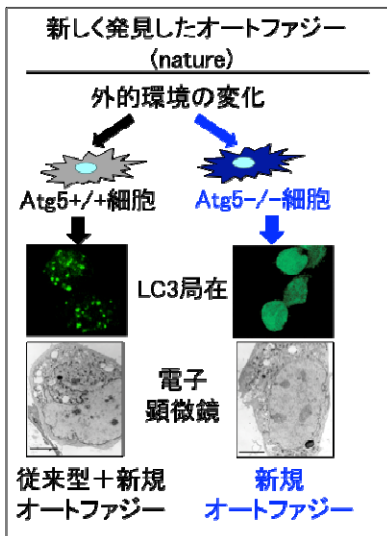 新しく発見したオートファジー
(nature)
外的環境の変化
Atg5+/+細胞
Atg5-/-細胞
LC3局在
電子
顕微鏡
従来型+新規
オートファジー
新規
オートファジー